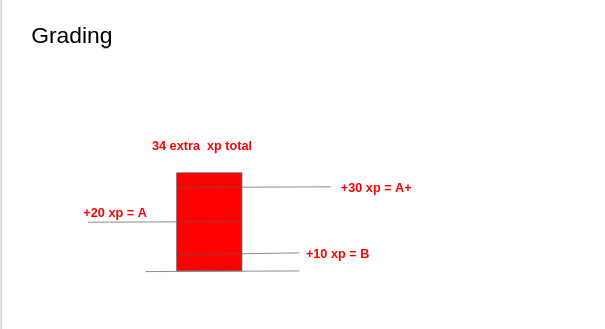 Grading
34 extra  xp total
+30 xp = A+
+20 xp = A
+10 xp = B